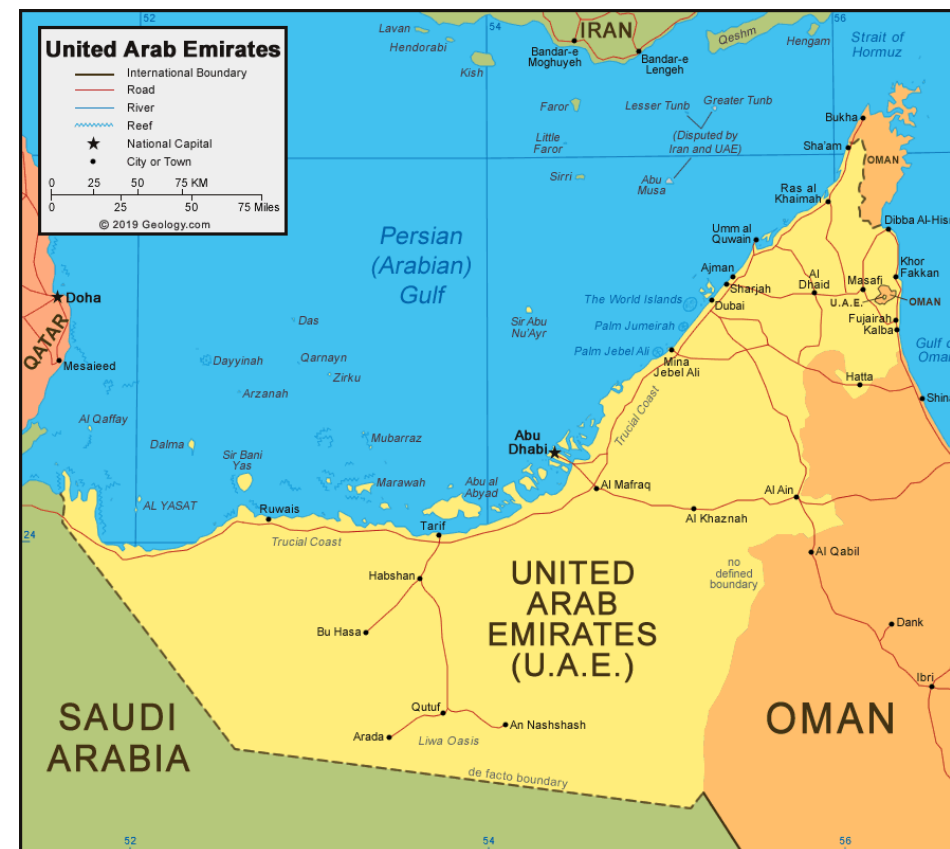 52
54
56
United Arab Emirates
International Boundary
Road
River
Reef
National Capital
City or Town
0 25 50 75 KM
0 25 50 75 Miles
© 2019 Geology.com
Lavan
Hendorabi
Kish
IRAN
Bandar-e
Moghuyeh
Bandar-e
Lengeh
Qeshm
Hengam
Strait of
Hormuz
Faror
Lesser Tunb
Greater Tunb
(Disputed by
Iran and UAE)
Little
Faror
Sirri
Abu
Musa
Bukha
Sha'am
OMAN
Ras al
Khaimah
Umm al
Quwain
Dibba Al-His
Persian
(Arabian)
Gulf
Ajman
Sharjah
Dubai
Al
Dhaid
Masafi
Khor
Fakkan
U.A.E.
OMAN
Fujairah
Kalba
Gulf o
Oman
The World Islands
Palm Jumeirah
Palm Jebel Ali
Mina
Jebel Ali
Hatta
Shina
Doha
QATAR
Mesaieed
Das
Sir Abu
Nu'Ayr
Dayyinah
Qarnayn
Zirku
Arzanah
Al Qaffay
Dalma
Sir Bani
Yas
Mubarraz
Marawah
Abu al
Abyad
AL YASAT
Abu
Dhabi
Trucial Coast
Al Mafraq
Al Khaznah
Al Ain
Ruwais
Tarif
24
24
Trucial Coast
Habshan
Bu Hasa
UNITED
ARAB
EMIRATES
(U.A.E.)
no
defined
boundary
Al Qabil
Dank
Ibri
Qutuf
Arada
An Nashshash
Liwa Oasis
de facto boundary
SAUDI
ARABIA
OMAN
52
54
56